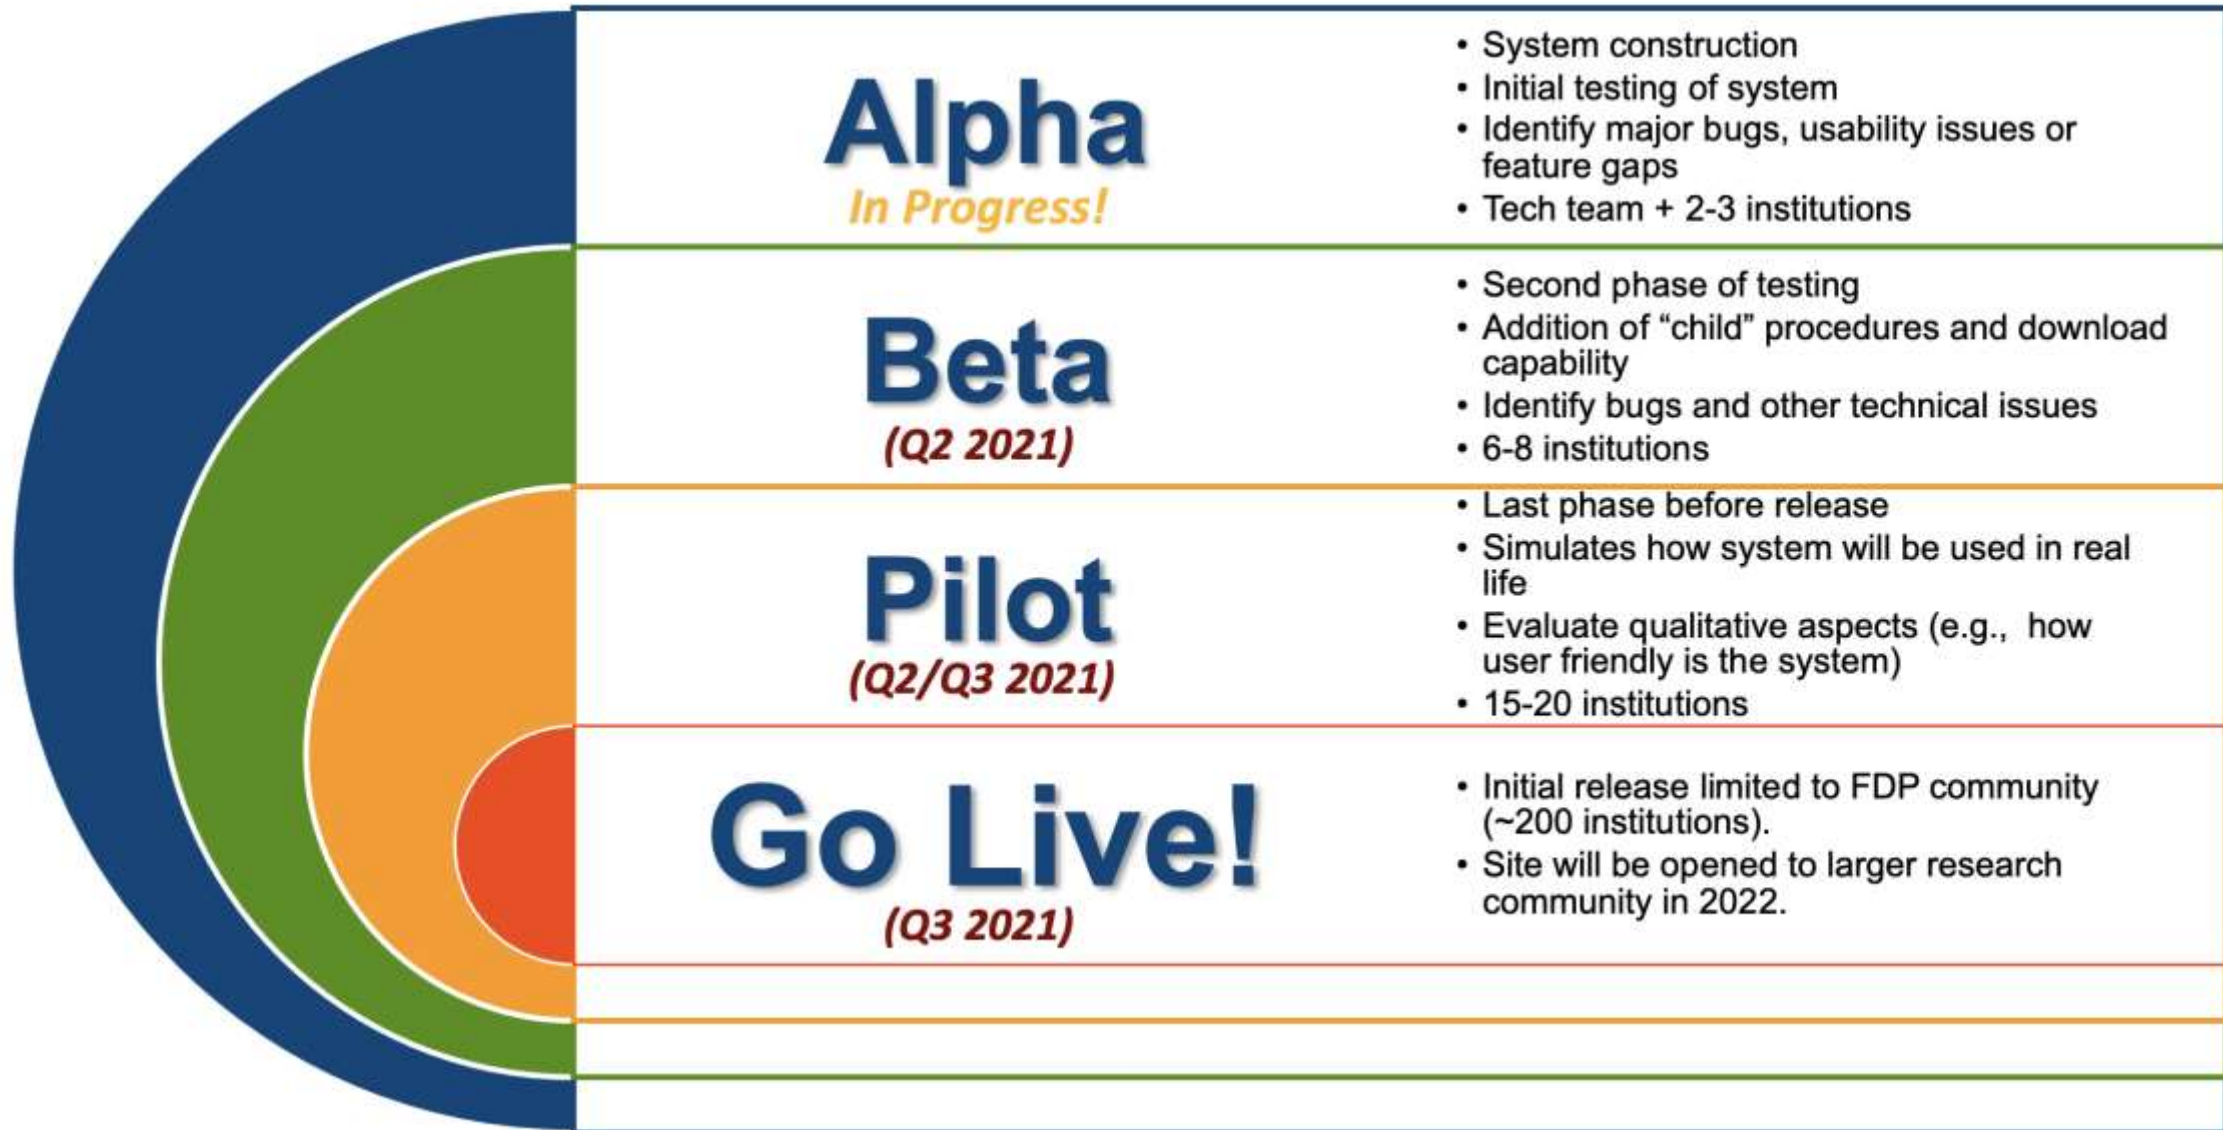 Alpha
In Progress!
• System construction
• Initial testing of system
• Identify major bugs, usability issues or
feature gaps
• Tech team + 2-3 institutions
Beta
(Q2 2021)
• Second phase of testing
• Addition of “child” procedures and download
capability
• Identify bugs and other technical issues
• 6-8 institutions
Pilot
(Q2/Q3 2021)
• Last phase before release
• Simulates how system will be used in real
life
• Evaluate qualitative aspects (e.g., how
user friendly is the system)
• 15-20 institutions
Go Live!
(Q3 2021)
• Initial release limited to FDP community
(~200 institutions).
• Site will be opened to larger research
community in 2022.